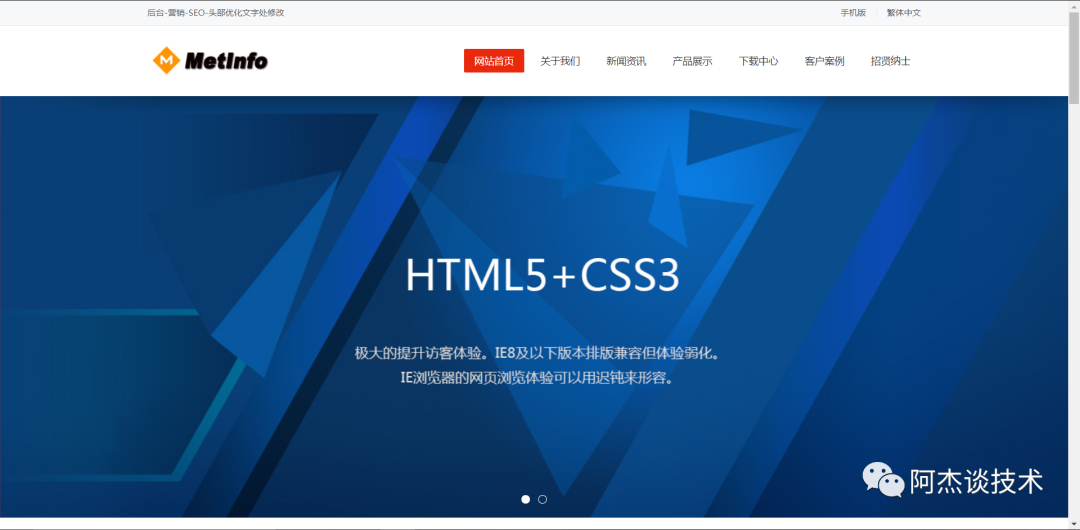 后台-营销-SEO-头部优化文字处修改
手机版 繁体中文
M MetInfo
网站首页 关于我们 新闻资讯 产品展示 下载中心 客户案例 招贤纳士
HTML5+CSS3
极大的提升访客体验。IE8及以下版本排版兼容但体验弱化。
IE浏览器的网页浏览体验可以用迟钝来形容。
阿杰谈技术